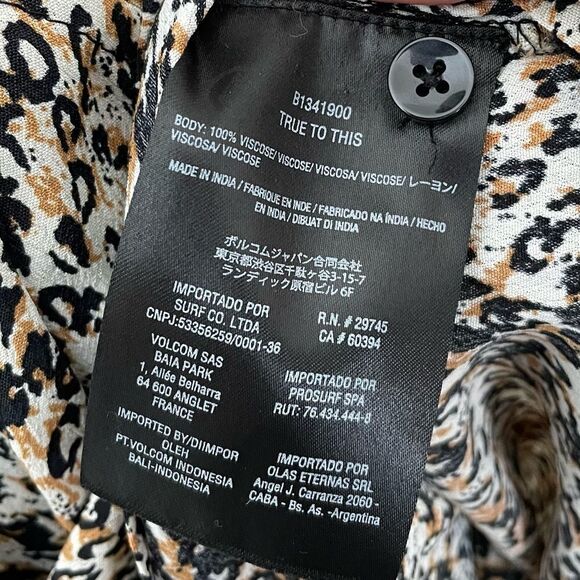 B1341900
TRUE TO THIS
BODY: 100% VISCOSE/VISCOSE/VISCOSA/VISCOSE/レーヨン/
VISCOSA/VISCOSE
MADE IN INDIA / FABRIQUE EN INDE / FABRICADO NA ÍNDIA / HECHO
EN INDIA / DIBUAT DI INDIA
ボルコムジャパン合同会社
東京都渋谷区千駄ヶ谷3-15-7
ランディック原宿ビル 6F
IMPORTADO POR
SURF CO. LTDA
CNPJ:53356259/0001-36
R.N. # 29745
CA # 60394
VOLCOM SAS
BAIA PARK
1, Allée Belharra
64 600 ANGLET
FRANCE
IMPORTADO POR
PROSURF SPA
RUT: 76.434.444-8
IMPORTED BY/DIIMPOR
OLEH
PT.VOLCOM INDONESIA
BALI-INDONESIA
IMPORTADO POR
OLAS ETERNAS SRL
Angel J. Carranza 2060 -
CABA - Bs. As. -Argentina